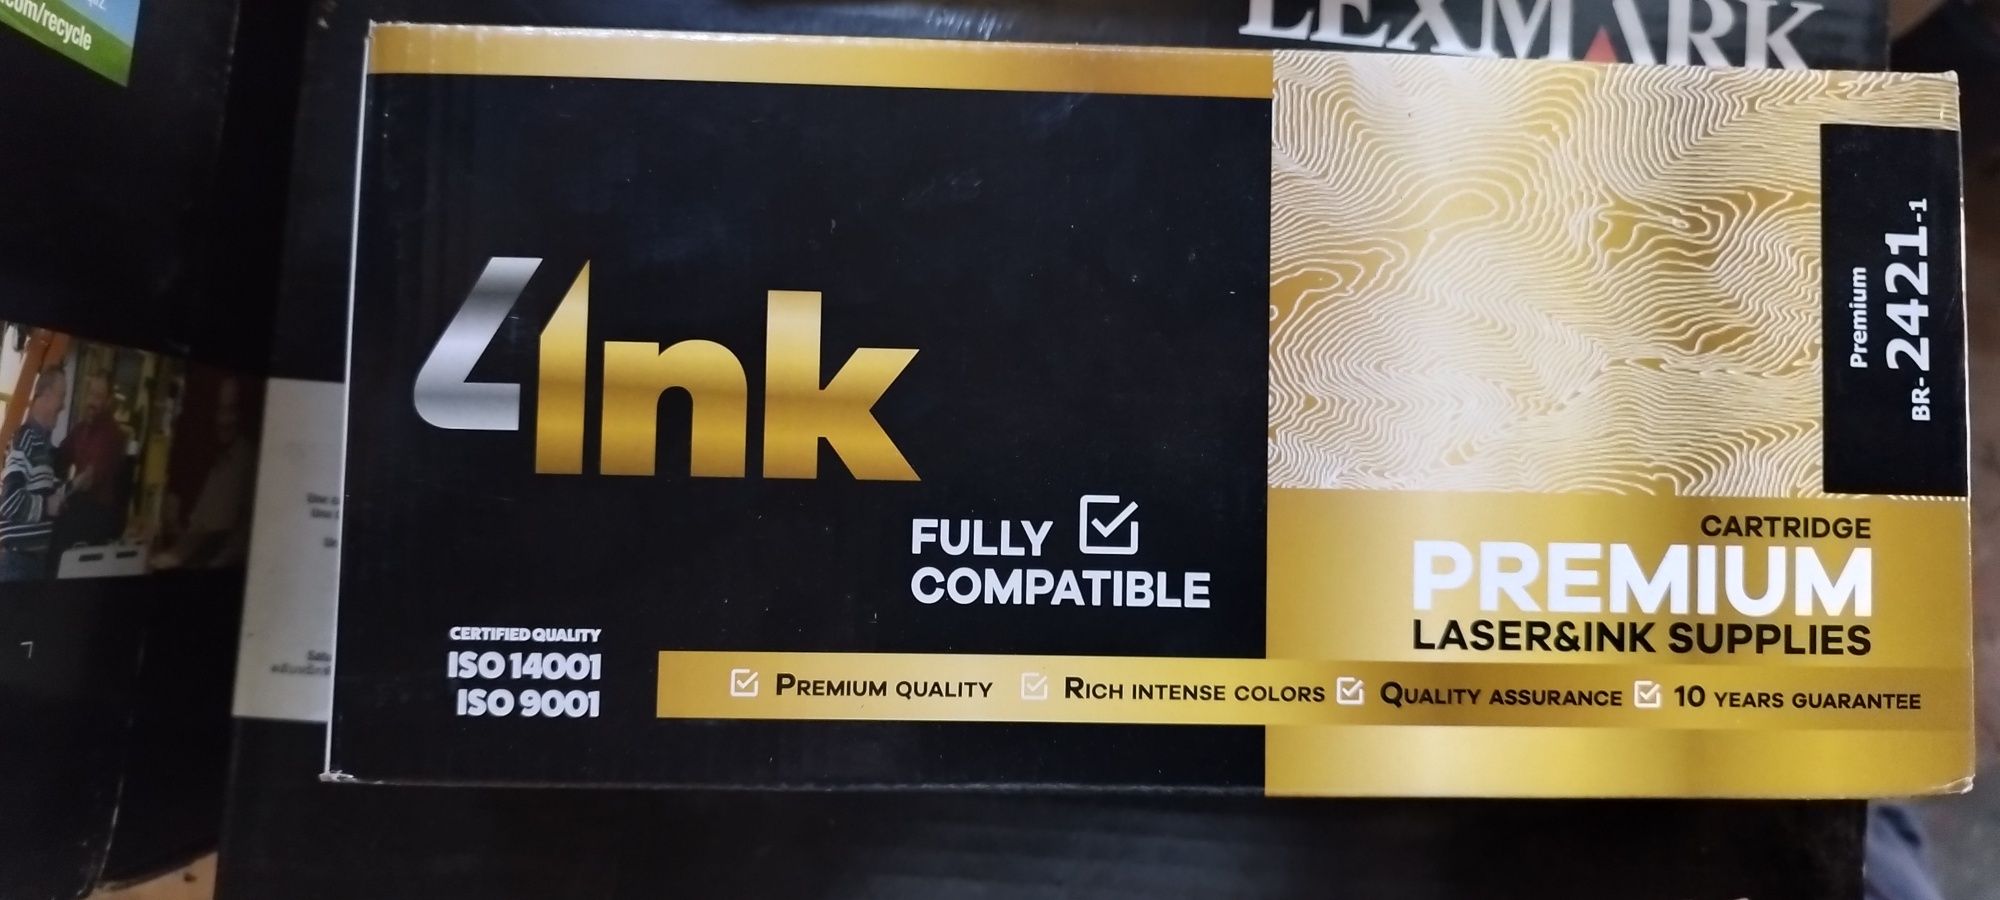 .com/recycle
LEXMARK
4ink
FULLY
COMPATIBLE
CERTIFIED QUALITY
ISO 14001
ISO 9001
Premium
BR-2421-1
CARTRIDGE
PREMIUM
LASER&INK SUPPLIES
PREMIUM QUALITY RICH INTENSE COLORS QUALITY ASSURANCE 10 YEARS GUARANTEE